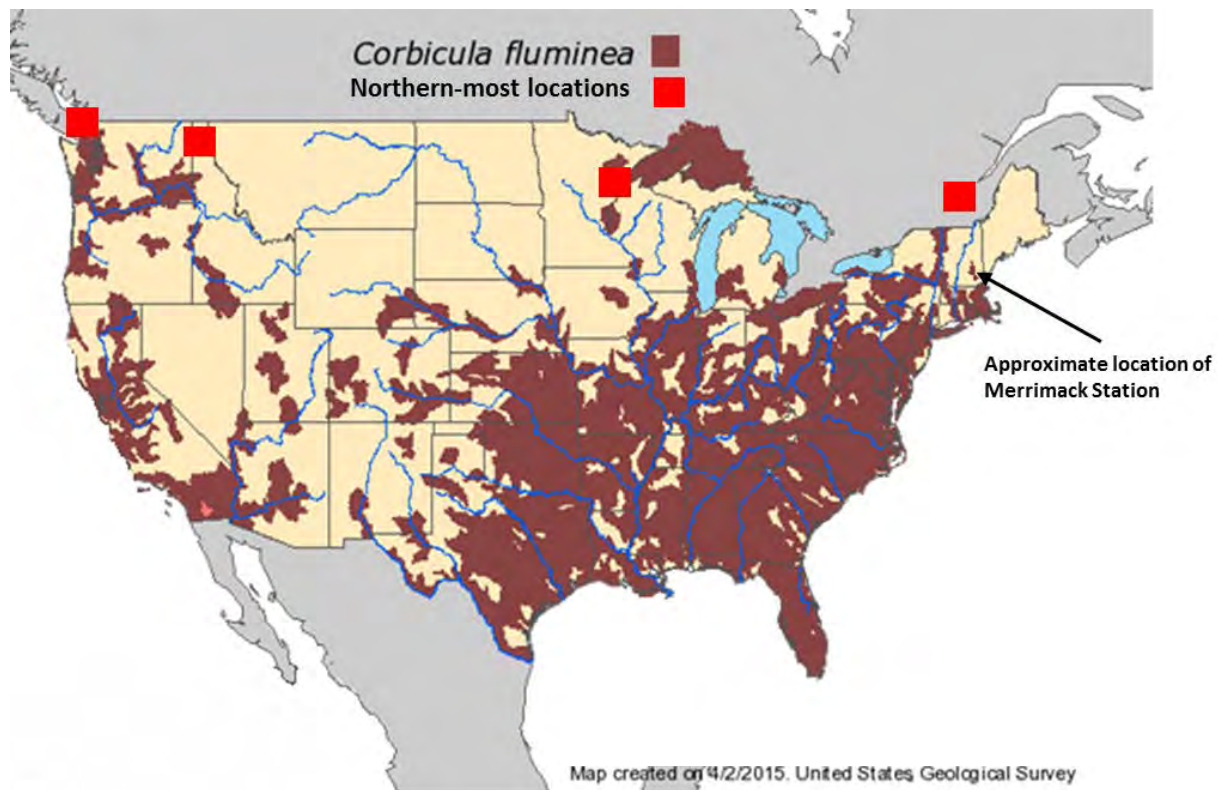 Corbicula fluminea
Northern-most locations
Approximate location of
Merrimack Station
Map created on 4/2/2015. United States Geological Survey